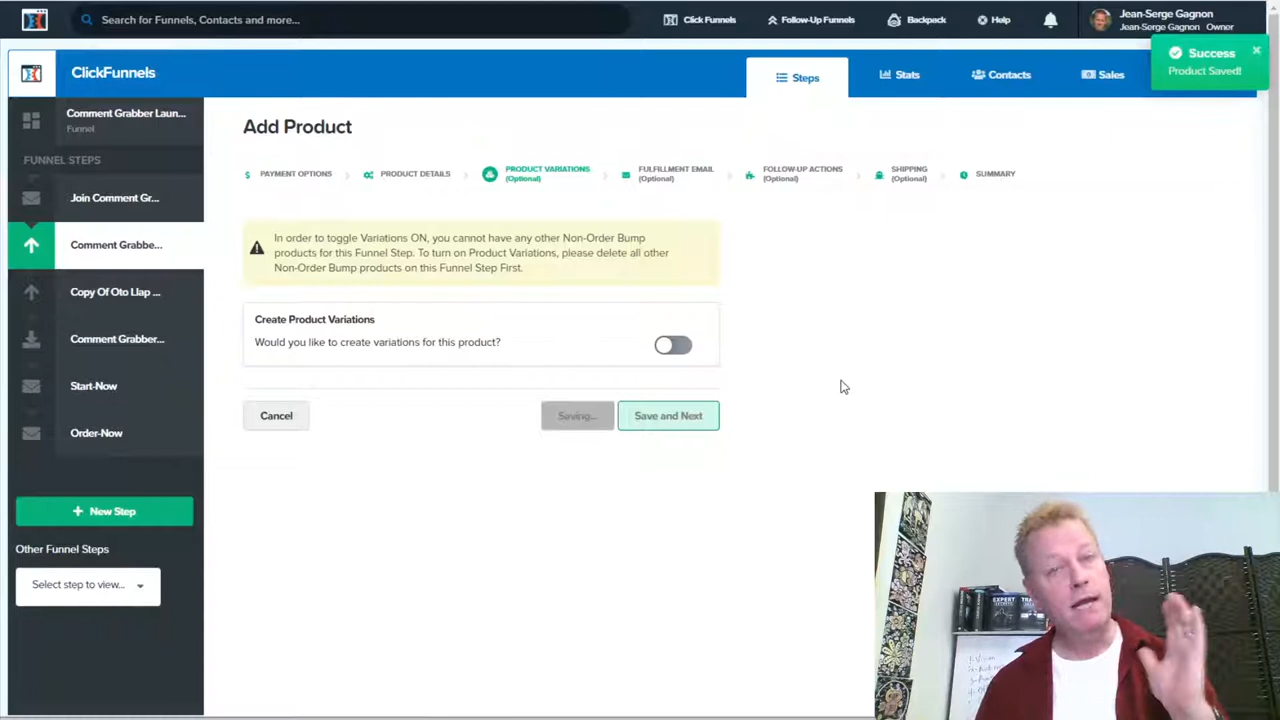 Search for Funnels, Contacts and more...
Click Funnels
Follow-Up Funnels
Backpack
Help
Jean-Serge Gagnon
Jean-Serge Gagnon Owner
Success
Product Saved!
ClickFunnels
Steps
Stats
Contacts
Sales
Comment Grabber Laun...
Funnel
FUNNEL STEPS
Join Comment Gr...
Comment Grabbe...
Copy Of Oto Llap ...
Comment Grabber...
Start-Now
Order-Now
New Step
Other Funnel Steps
Select step to view...
Add Product
PAYMENT OPTIONS
PRODUCT DETAILS
PRODUCT VARIATIONS
(Optional)
FULFILLMENT EMAIL
(Optional)
FOLLOW-UP ACTIONS
(Optional)
SHIPPING
(Optional)
SUMMARY
In order to toggle Variations ON, you cannot have any other Non-Order Bump
products for this Funnel Step. To turn on Product Variations, please delete all other
Non-Order Bump products on this Funnel Step First.
Create Product Variations
Would you like to create variations for this product?
Cancel
Saving...
Save and Next
EXPERT